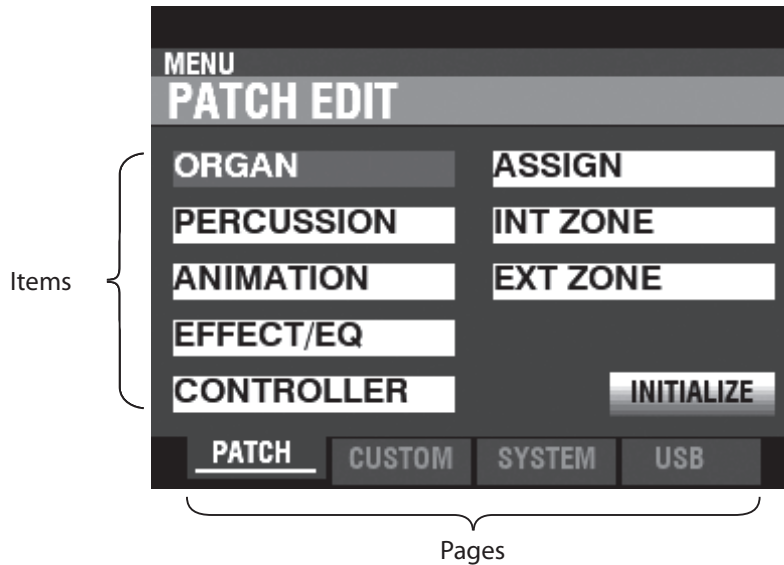 MENU
PATCH EDIT
Items
ORGAN
PERCUSSION
ANIMATION
EFFECT/EQ
CONTROLLER
ASSIGN
INT ZONE
EXT ZONE
INITIALIZE
PATCH CUSTOM SYSTEM USB
Pages